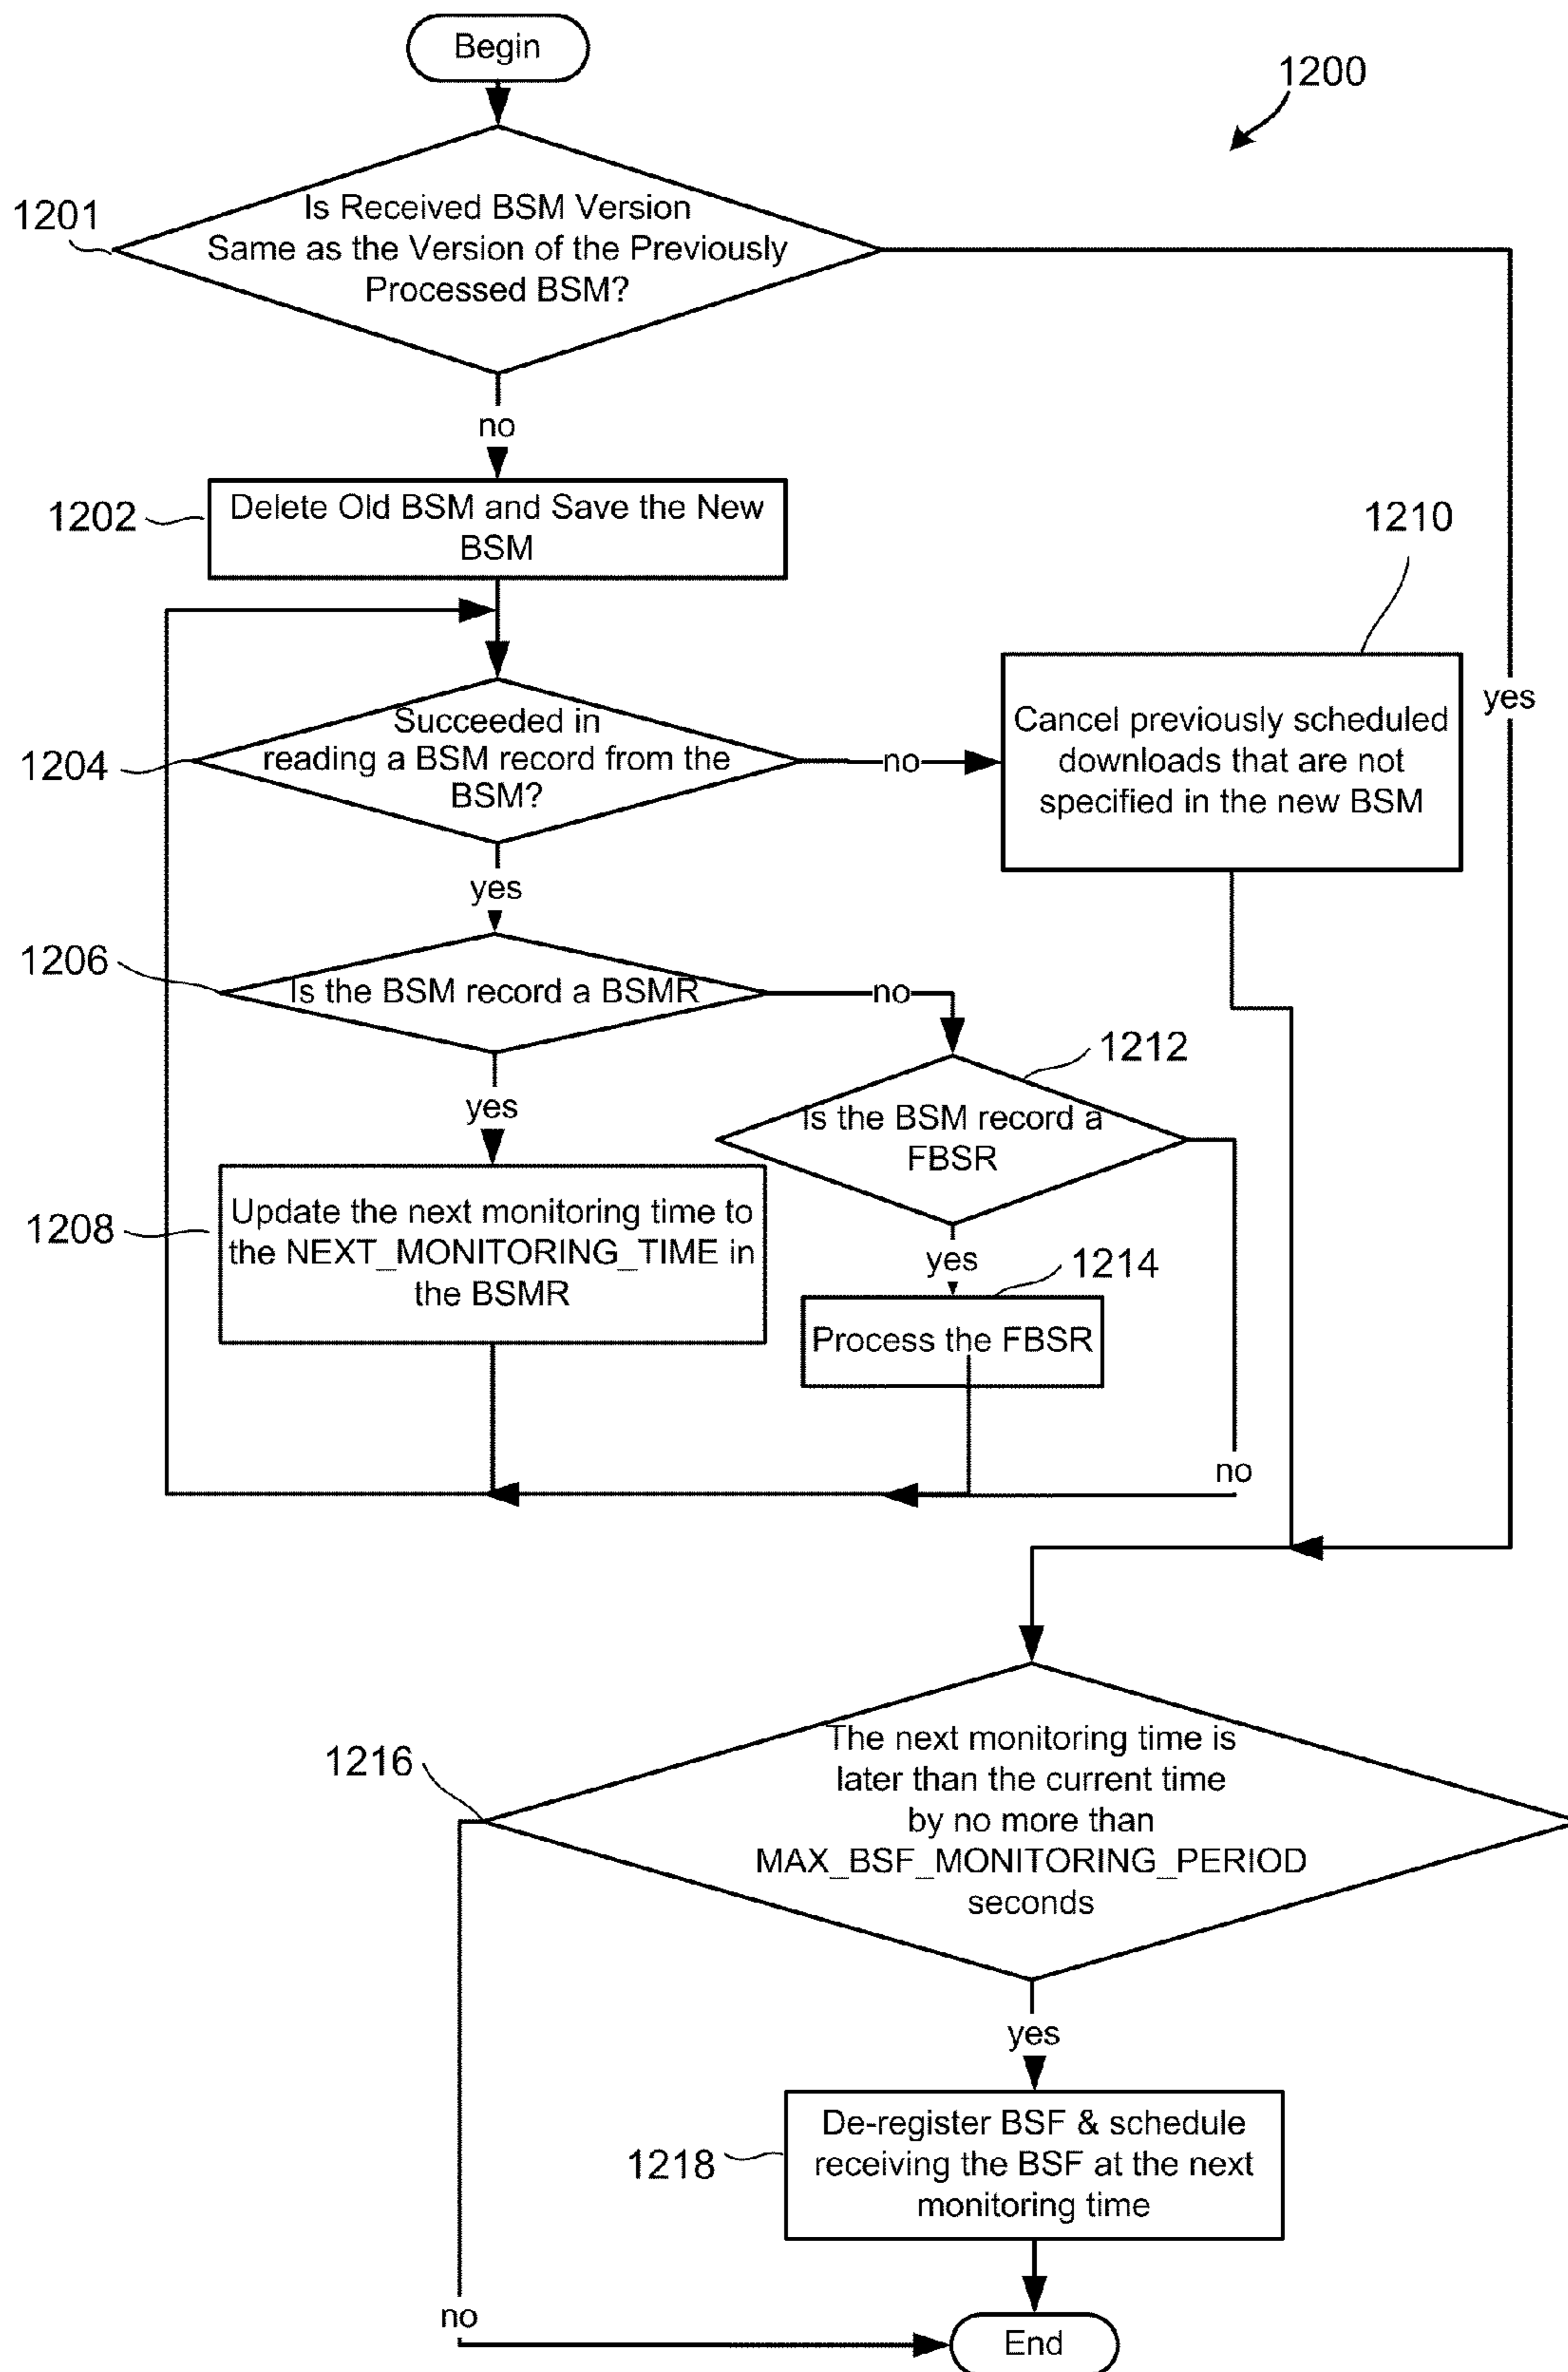 Begin
1200
1201
Is Received BSM Version
Same as the Version of the Previously
Processed BSM?
no
1202
Delete Old BSM and Save the New
BSM
1210
yes
1204
Succeeded in
reading a BSM record from the
BSM?
no
Cancel previously scheduled
downloads that are not
specified in the new BSM
yes
1206
Is the BSM record a BSMR
no
1212
Is the BSM record a
FBSR
yes
1208
Update the next monitoring time to
the NEXT_MONITORING_TIME in
the BSMR
yes
1214
Process the FBSR
no
1216
The next monitoring time is
later than the current time
by no more than
MAX_BSF_MONITORING_PERIOD
seconds
yes
1218
De-register BSF & schedule
receiving the BSF at the next
monitoring time
no
End